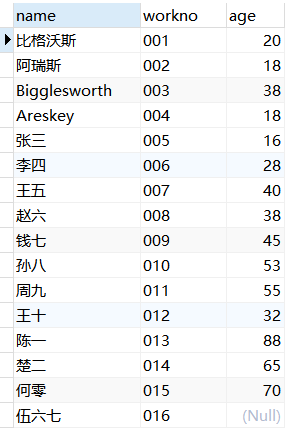 name workno age
比格沃斯 001 20
阿瑞斯 002 18
Bigglesworth 003 38
Areskey 004 18
张三 005 16
李四 006 28
王五 007 40
赵六 008 38
钱七 009 45
孙八 010 53
周九 011 55
王十 012 32
陈一 013 88
楚二 014 65
何零 015 70
伍六七 016 (Null)